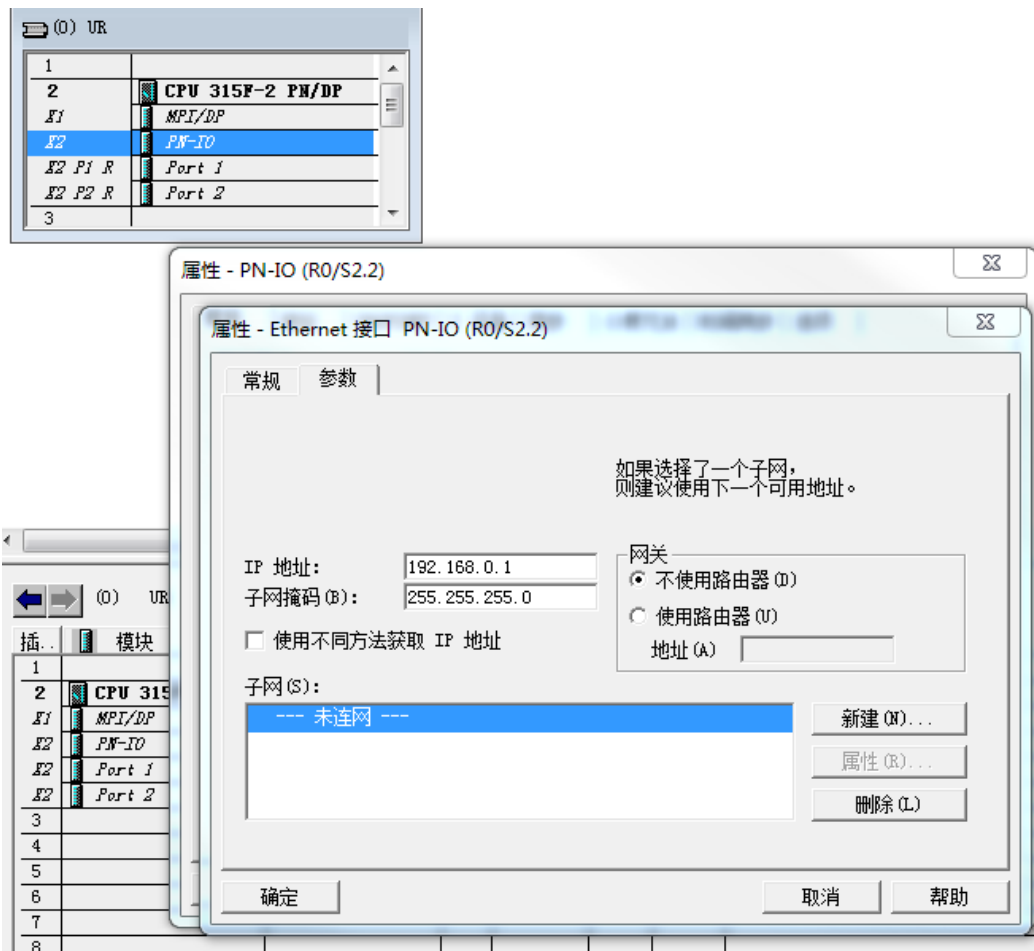 (0) UR
1
2 CPU 315F-2 PN/DP
X1 MPI/DP
X2 PN-IO
X2 P1 R Port 1
X2 P2 R Port 2
3
属性 - PN-IO (R0/S2.2)
属性 - Ethernet 接口 PN-IO (R0/S2.2)
常规 参数
如果选择了一个子网,
则建议使用下一个可用地址。
IP 地址: 192.168.0.1
子网掩码(B): 255.255.255.0
使用不同方法获取 IP 地址
网关
不使用路由器(D)
使用路由器(U)
地址(A)
子网(S):
--- 未连网 ---
新建(N)...
属性(R)...
删除(L)
确定 取消 帮助
(0) UR
插.. 模块
1
2 CPU 315
X1 MPI/DP
X2 PN-IO
X2 Port 1
X2 Port 2
3
4
5
6
7
8